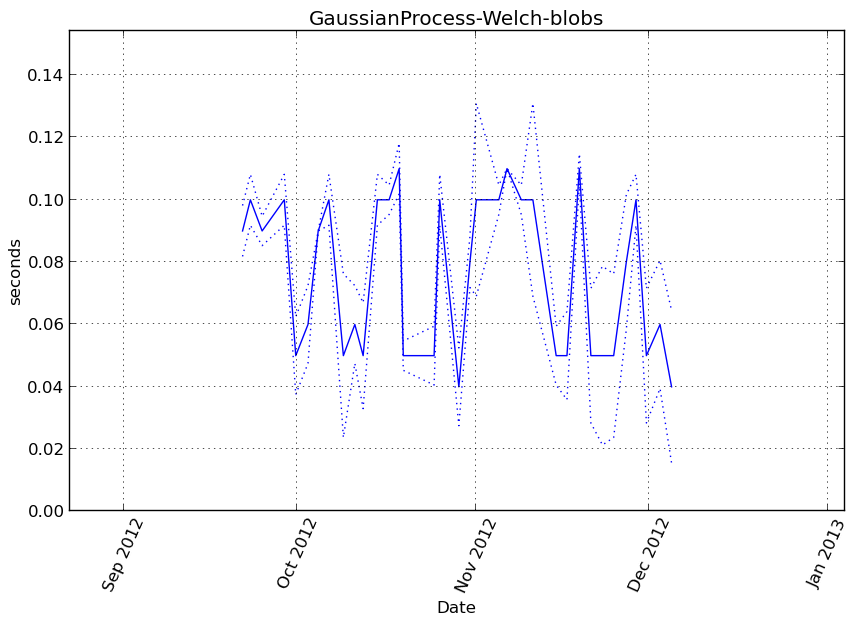 GaussianProcess-Welch-blobs
0.14
0.12
0.10
0.08
0.06
0.04
0.02
0.00
seconds
Sep 2012
Oct 2012
Nov 2012
Dec 2012
Jan 2013
Date